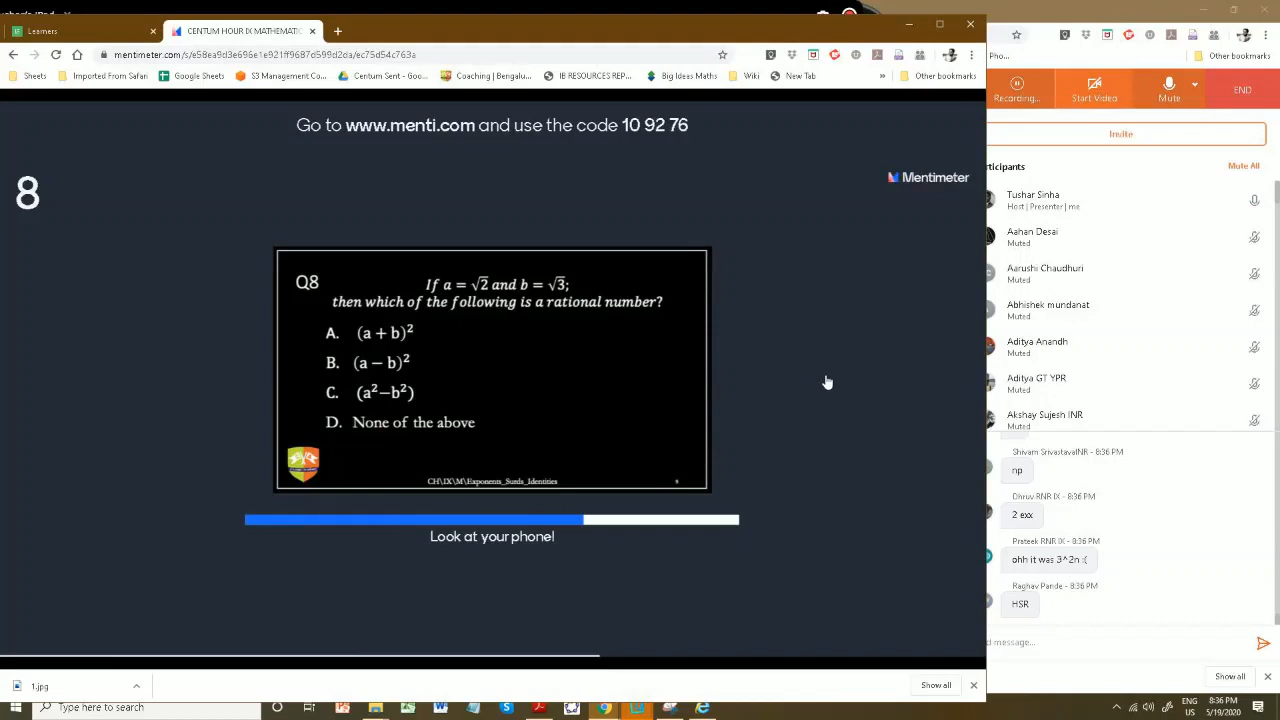 Learners
CENTUM HOUR IX MATHEMATIC
mentimeter.com/s/e58ea9d3e696e1e921ff9687d599d2da/ec75d54c763a
Sheets
Imported From Safari
Google Sheets
S3 Management Co...
Centum Sent - Goo...
Coaching | Bengalu...
IB RESOURCES REP...
Big Ideas Maths
Wiki
New Tab
»
Other bookmarks
Pho...
Other bookmarks
Recording...
Start Video
Mute
END
Go to www.menti.com and use the code 10 92 76
8
Mentimeter
Q8
If a = √2 and b = √3;
then which of the following is a rational number?
A. (a + b)²
B. (a − b)²
C. (a²−b²)
D. None of the above
CH\IX\M\Exponents_Surds_Identities
Look at your phone!
Invite
rticipants
Mute All
Tushar Sinha
Host | Presenter | me
Aahan Desai
Muted
Aarushi Chaudhuri
Muted
Abhishek mundanat
Muted
Aditya Anandh
Muted
Aditya GT YPR
Muted
Akshay Sujesh INR
Muted
Shivam SrivastavaINR - 8:36 PM
np
Dhruv RNR IX - 8:36 PM
2 exx
Prateek RNR IX - 8:36 PM
ohh it was 3^2n :(
Raghav Pande - 8:36 PM
HSR
d message...
1.jpg
Show all
Show all
Type here to search
ENG
US
8:36 PM
5/19/2020